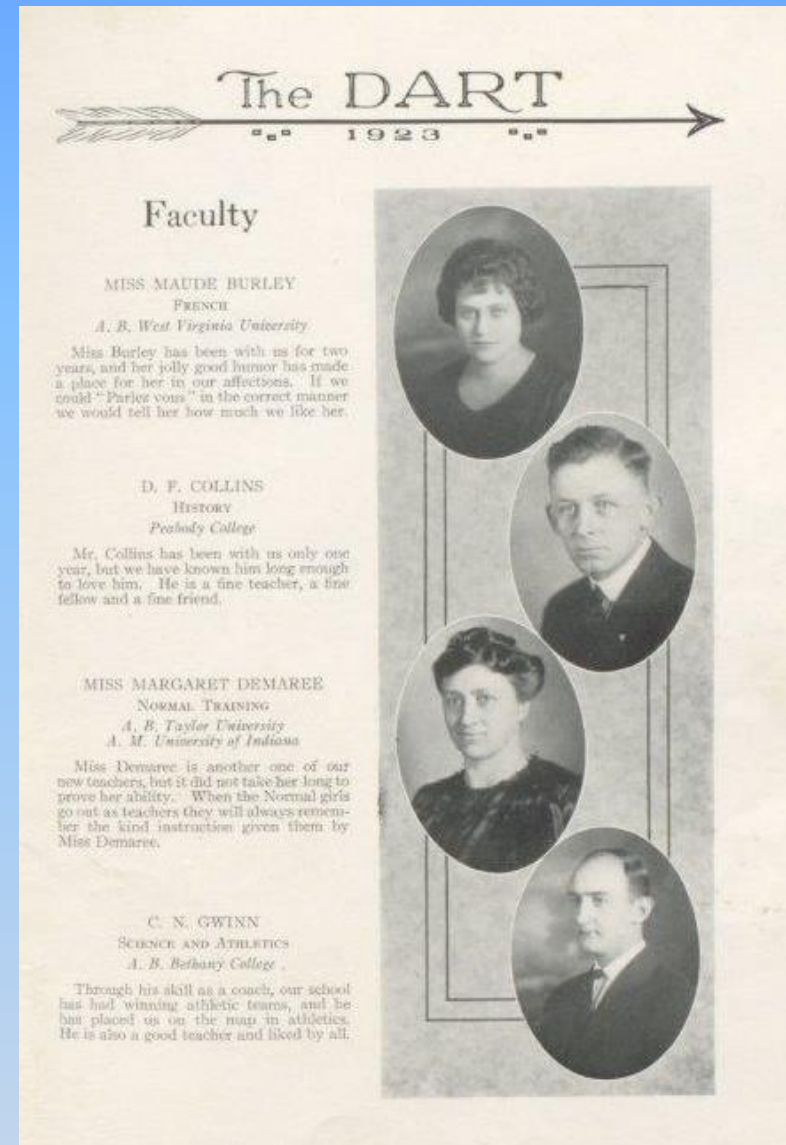 The DART
1923
Faculty
MISS MAUDE BURLEY
FRENCH
A. B. West Virginia University
Miss Burley has been with us for two
years, and her jolly good humor has made
a place for her in our affections. If we
could "Parlez vous" in the correct manner
we would tell her how much we like her.
D. F. COLLINS
HISTORY
Peabody College
Mr. Collins has been with us only one
year, but we have known him long enough
to love him. He is a fine teacher, a fine
fellow and a fine friend.
MISS MARGARET DEMAREE
NORMAL TRAINING
A. B. Taylor University
A. M. University of Indiana
Miss Demaree is another one of our
new teachers, but it did not take her long to
prove her ability. When the Normal girls
go out as teachers they will always remem-
ber the kind instruction given them by
Miss Demaree.
C. N. GWINN
SCIENCE AND ATHLETICS
A. B. Bethany College
Through his skill as a coach, our school
has had winning athletic teams, and he
has placed us on the map in athletics.
He is also a good teacher and liked by all.